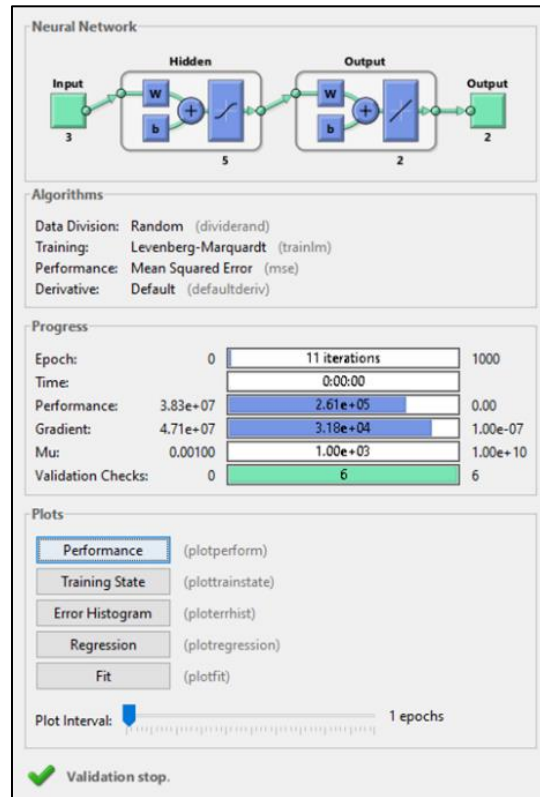 Neural Network
Hidden Output
Input Output
W W
b b
3 5 2 2
Algorithms
Data Division: Random (dividerand)
Training: Levenberg-Marquardt (trainlm)
Performance: Mean Squared Error (mse)
Derivative: Default (defaultderiv)
Progress
Epoch: 0 11 iterations 1000
Time: 0:00:00
Performance: 3.83e+07 2.61e+05 0.00
Gradient: 4.71e+07 3.18e+04 1.00e-07
Mu: 0.00100 1.00e+03 1.00e+10
Validation Checks: 0 6 6
Plots
Performance (plotperform)
Training State (plottrainstate)
Error Histogram (ploterrhist)
Regression (plotregression)
Fit (plotfit)
Plot Interval: 1 epochs
Validation stop.